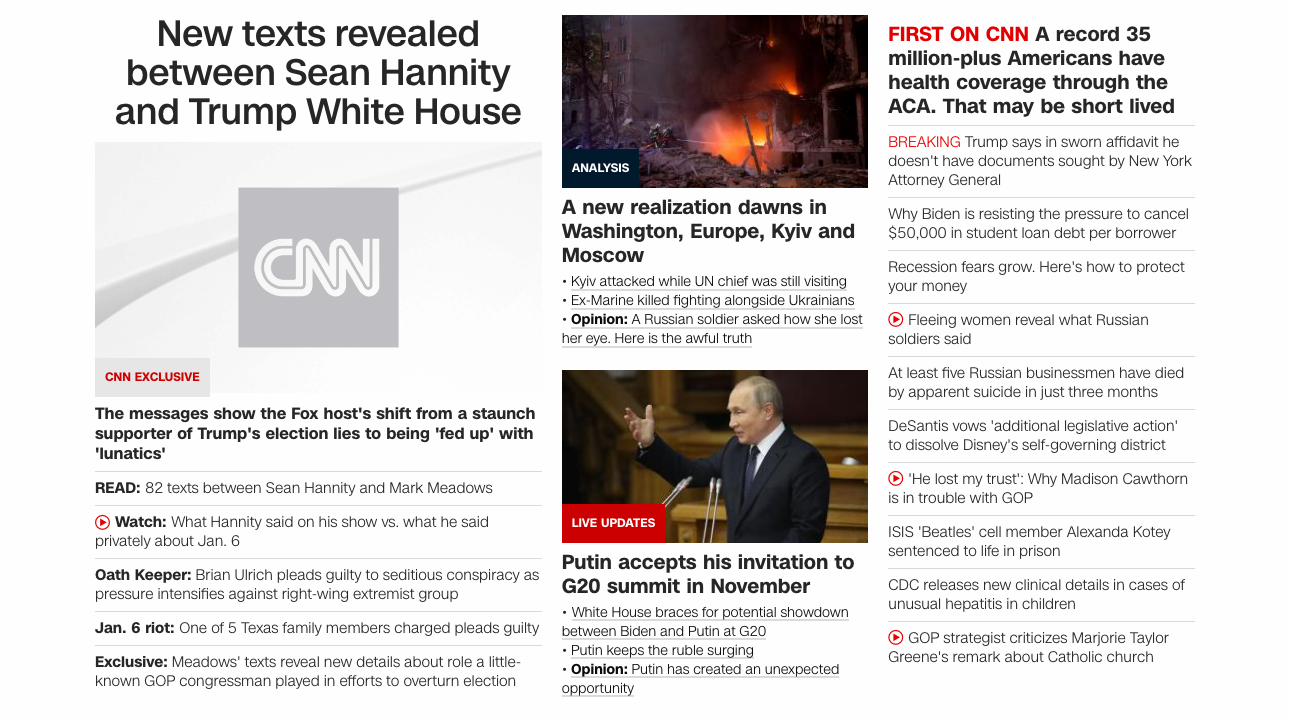 New texts revealed
between Sean Hannity
and Trump White House
CNN
CNN EXCLUSIVE
The messages show the Fox host's shift from a staunch
supporter of Trump's election lies to being 'fed up' with
'lunatics'
READ: 82 texts between Sean Hannity and Mark Meadows
Watch: What Hannity said on his show vs. what he said
privately about Jan. 6
Oath Keeper: Brian Ulrich pleads guilty to seditious conspiracy as
pressure intensifies against right-wing extremist group
Jan. 6 riot: One of 5 Texas family members charged pleads guilty
Exclusive: Meadows' texts reveal new details about role a little-
known GOP congressman played in efforts to overturn election
ANALYSIS
A new realization dawns in
Washington, Europe, Kyiv and
Moscow
• Kyiv attacked while UN chief was still visiting
• Ex-Marine killed fighting alongside Ukrainians
• Opinion: A Russian soldier asked how she lost
her eye. Here is the awful truth
LIVE UPDATES
Putin accepts his invitation to
G20 summit in November
• White House braces for potential showdown
between Biden and Putin at G20
• Putin keeps the ruble surging
• Opinion: Putin has created an unexpected
opportunity
FIRST ON CNN A record 35
million-plus Americans have
health coverage through the
ACA. That may be short lived
BREAKING Trump says in sworn affidavit he
doesn't have documents sought by New York
Attorney General
Why Biden is resisting the pressure to cancel
$50,000 in student loan debt per borrower
Recession fears grow. Here's how to protect
your money
Fleeing women reveal what Russian
soldiers said
At least five Russian businessmen have died
by apparent suicide in just three months
DeSantis vows 'additional legislative action'
to dissolve Disney's self-governing district
'He lost my trust': Why Madison Cawthorn
is in trouble with GOP
ISIS 'Beatles' cell member Alexanda Kotey
sentenced to life in prison
CDC releases new clinical details in cases of
unusual hepatitis in children
GOP strategist criticizes Marjorie Taylor
Greene's remark about Catholic church